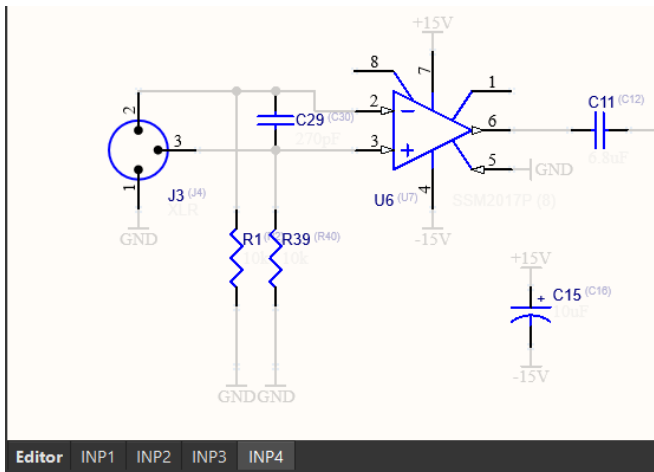 +15V
8
7
1
2
C29 (C30)
270pF
2
6
C11 (C12)
6.8uF
3
3
5
GND
1
J3 (J4)
XLR
U6 (U7)
4
SSM2017P (8)
GND
-15V
R1
R39 (R40)
10k
10k
+15V
+
C15 (C16)
10uF
-15V
GND
GND
Editor INP1 INP2 INP3 INP4